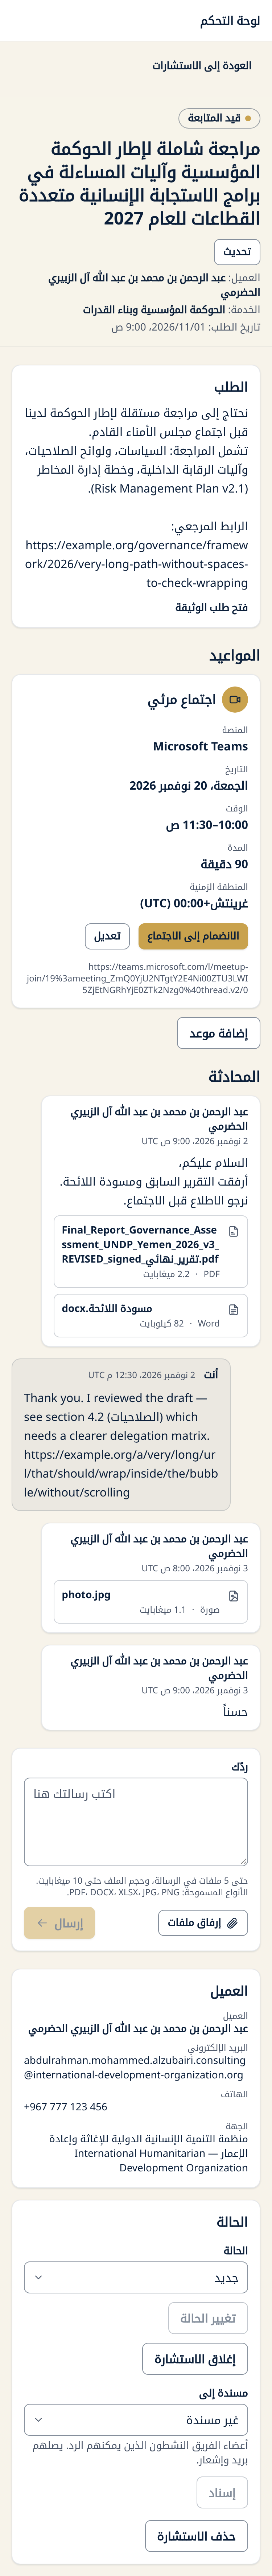 لوحة التحكم
العودة إلى الاستشارات
قيد المتابعة
مراجعة شاملة لإطار الحوكمة
المؤسسية وآليات المساءلة في
برامج الاستجابة الإنسانية متعددة
القطاعات للعام 2027
تحديث
العميل: عبد الرحمن بن محمد بن عبد الله آل الزبيري
الحضرمي
الخدمة: الحوكمة المؤسسية وبناء القدرات
تاريخ الطلب: 2026/11/01، 9:00 ص
الطلب
نحتاج إلى مراجعة مستقلة لإطار الحوكمة لدينا
قبل اجتماع مجلس الأمناء القادم.
تشمل المراجعة: السياسات، ولوائح الصلاحيات،
وآليات الرقابة الداخلية، وخطة إدارة المخاطر
(Risk Management Plan v2.1).
الرابط المرجعي:
https://example.org/governance/framew
ork/2026/very-long-path-without-spaces-
to-check-wrapping
فتح طلب الوثيقة
المواعيد
اجتماع مرئي
المنصة
Microsoft Teams
التاريخ
الجمعة، 20 نوفمبر 2026
الوقت
10:00–11:30 ص
المدة
90 دقيقة
المنطقة الزمنية
غرينتش+00:00 (UTC)
الانضمام إلى الاجتماع
تعديل
https://teams.microsoft.com/l/meetup-
join/19%3ameeting_ZmQ0YjU2NTgtY2E4Ni00ZTU3LWI
5ZjEtNGRhYjE0ZTk2Nzg0%40thread.v2/0
إضافة موعد
المحادثة
عبد الرحمن بن محمد بن عبد الله آل الزبيري
الحضرمي
2 نوفمبر 2026، 9:00 ص UTC
السلام عليكم،
أرفقت التقرير السابق ومسودة اللائحة.
نرجو الاطلاع قبل الاجتماع.
Final_Report_Governance_Asse
ssment_UNDP_Yemen_2026_v3_
REVISED_signed_تقرير_نهائي.pdf
PDF · 2.2 ميغابايت
مسودة اللائحة.docx
Word · 82 كيلوبايت
أنت
2 نوفمبر 2026، 12:30 م UTC
Thank you. I reviewed the draft —
see section 4.2 (الصلاحيات) which
needs a clearer delegation matrix.
https://example.org/a/very/long/ur
l/that/should/wrap/inside/the/bubb
le/without/scrolling
عبد الرحمن بن محمد بن عبد الله آل الزبيري
الحضرمي
3 نوفمبر 2026، 8:00 ص UTC
photo.jpg
صورة · 1.1 ميغابايت
عبد الرحمن بن محمد بن عبد الله آل الزبيري
الحضرمي
3 نوفمبر 2026، 9:00 ص UTC
حسناً
ردّك
اكتب رسالتك هنا
حتى 5 ملفات في الرسالة، وحجم الملف حتى 10 ميغابايت.
الأنواع المسموحة: PDF، DOCX، XLSX، JPG، PNG.
إرفاق ملفات
إرسال
العميل
العميل
عبد الرحمن بن محمد بن عبد الله آل الزبيري الحضرمي
البريد الإلكتروني
abdulrahman.mohammed.alzubairi.consulting
@international-development-organization.org
الهاتف
+967 777 123 456
الجهة
منظمة التنمية الإنسانية الدولية للإغاثة وإعادة
الإعمار — International Humanitarian
Development Organization
الحالة
الحالة
جديد
تغيير الحالة
إغلاق الاستشارة
مسندة إلى
غير مسندة
أعضاء الفريق النشطون الذين يمكنهم الرد. يصلهم
بريد وإشعار.
إسناد
حذف الاستشارة